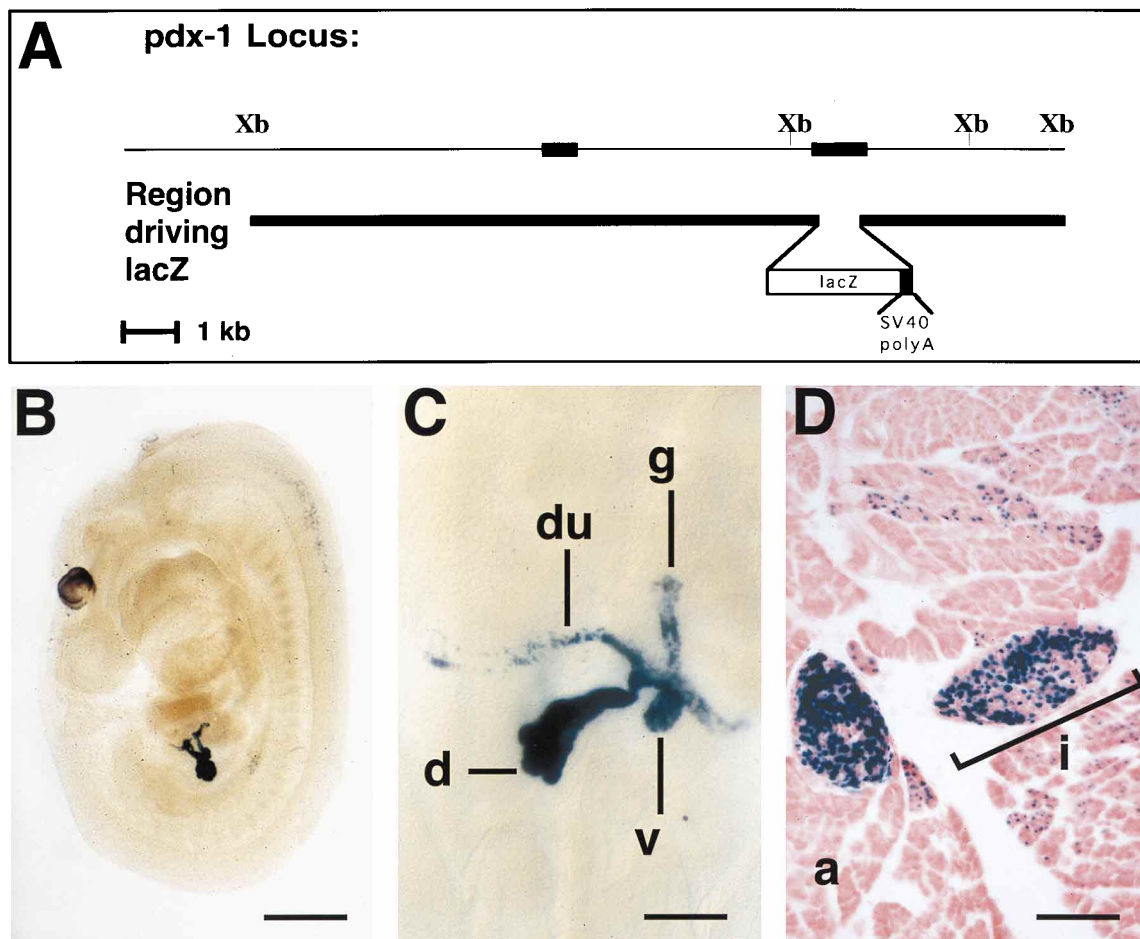 A
pdx-1 Locus:
Xb
Xb
Xb
Xb
Region
driving
lacZ
lacZ
SV40
polyA
1 kb
B
C
g
du
d
v
D
i
a